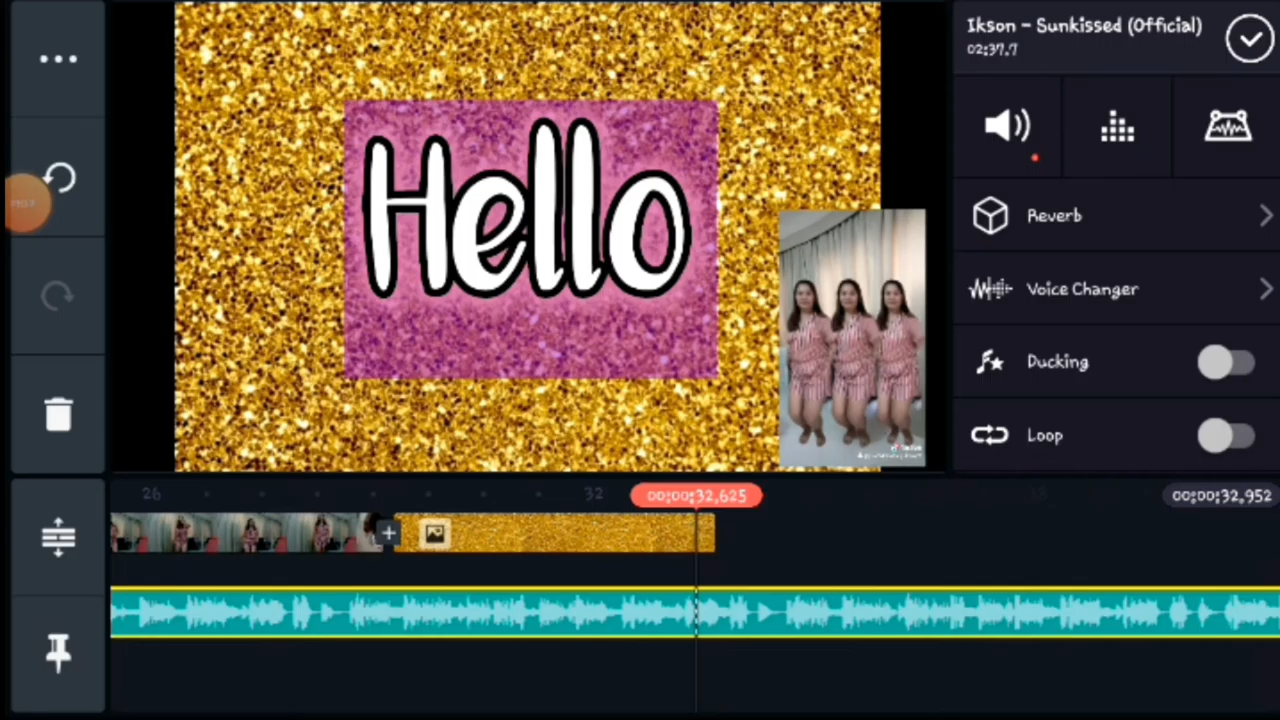 Ikson - Sunkissed (Official)
02:37.7
Hello
Reverb
Voice Changer
Ducking
Loop
26
32
00:00:32,625
00:00:32,952